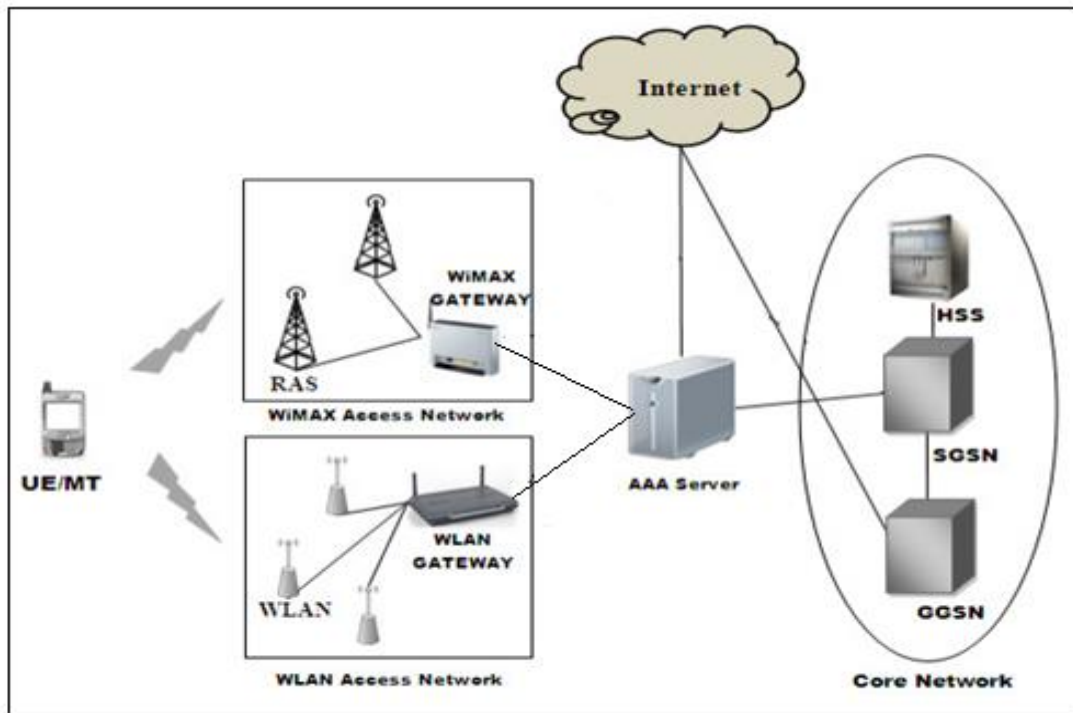 Internet
WiMAX
GATEWAY
RAS
WiMAX Access Network
UE/MT
WLAN
GATEWAY
WLAN
WLAN Access Network
AAA Server
HSS
SGSN
GGSN
Core Network